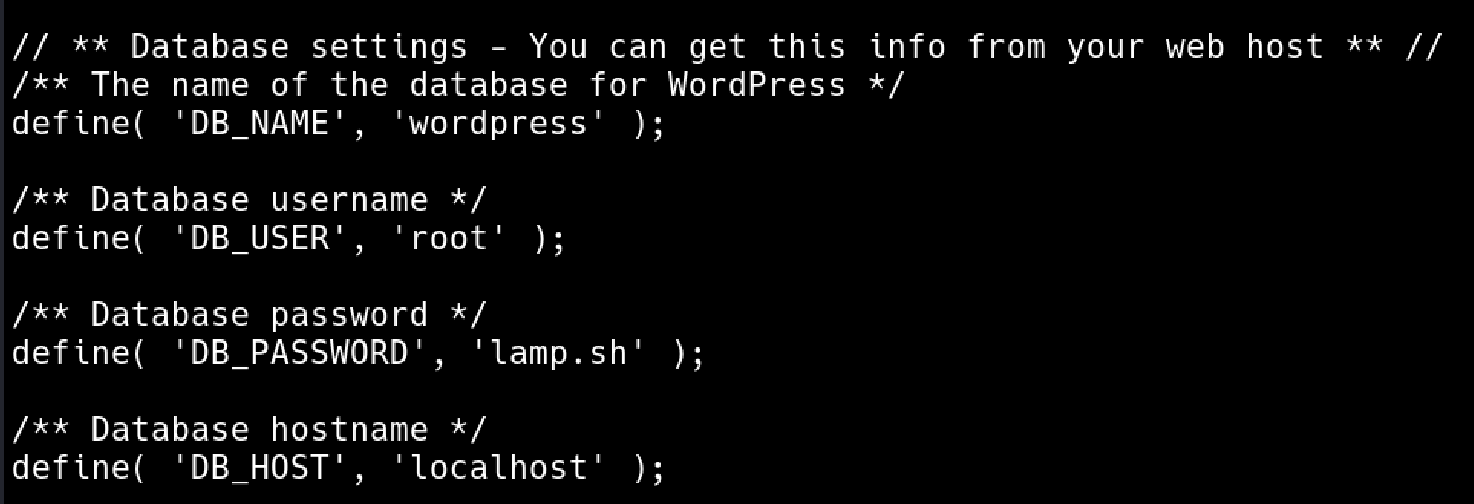 // ** Database settings - You can get this info from your web host ** //
/** The name of the database for WordPress */
define( 'DB_NAME', 'wordpress' );
/** Database username */
define( 'DB_USER', 'root' );
/** Database password */
define( 'DB_PASSWORD', 'lamp.sh' );
/** Database hostname */
define( 'DB_HOST', 'localhost' );